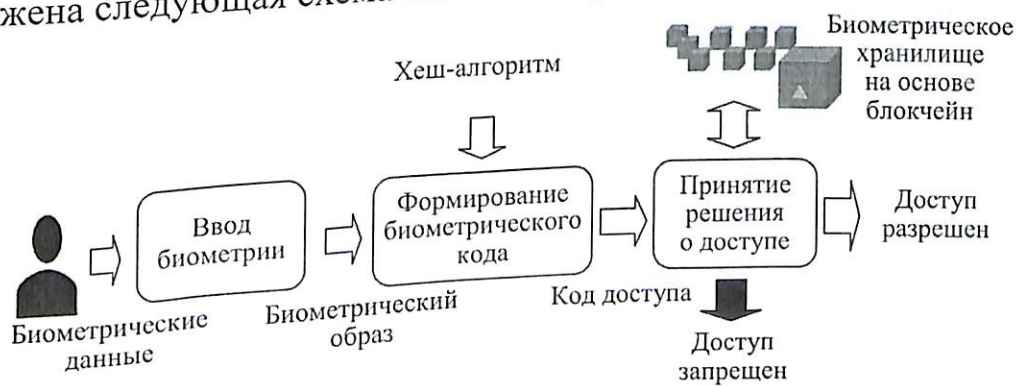 жена следующая схема
Биометрическое
хранилище
на основе
блокчейн
Хеш-алгоритм
Ввод
биометрии
Формирование
биометрического
кода
Принятие
решения
о доступе
Доступ
разрешен
Биометрические
данные
Биометрический
образ
Код доступа
Доступ
запрещен